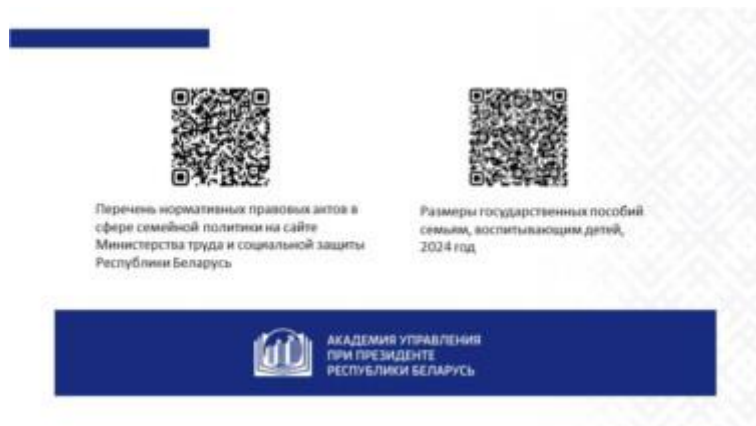 Перечень нормативных правовых актов в
сфере семейной политики на сайте
Министерства труда и социальной защиты
Республики Беларусь
Размеры государственных пособий
семьям, воспитывающим детей,
2024 год
АКАДЕМИЯ УПРАВЛЕНИЯ
ПРИ ПРЕЗИДЕНТЕ
РЕСПУБЛИКИ БЕЛАРУСЬ